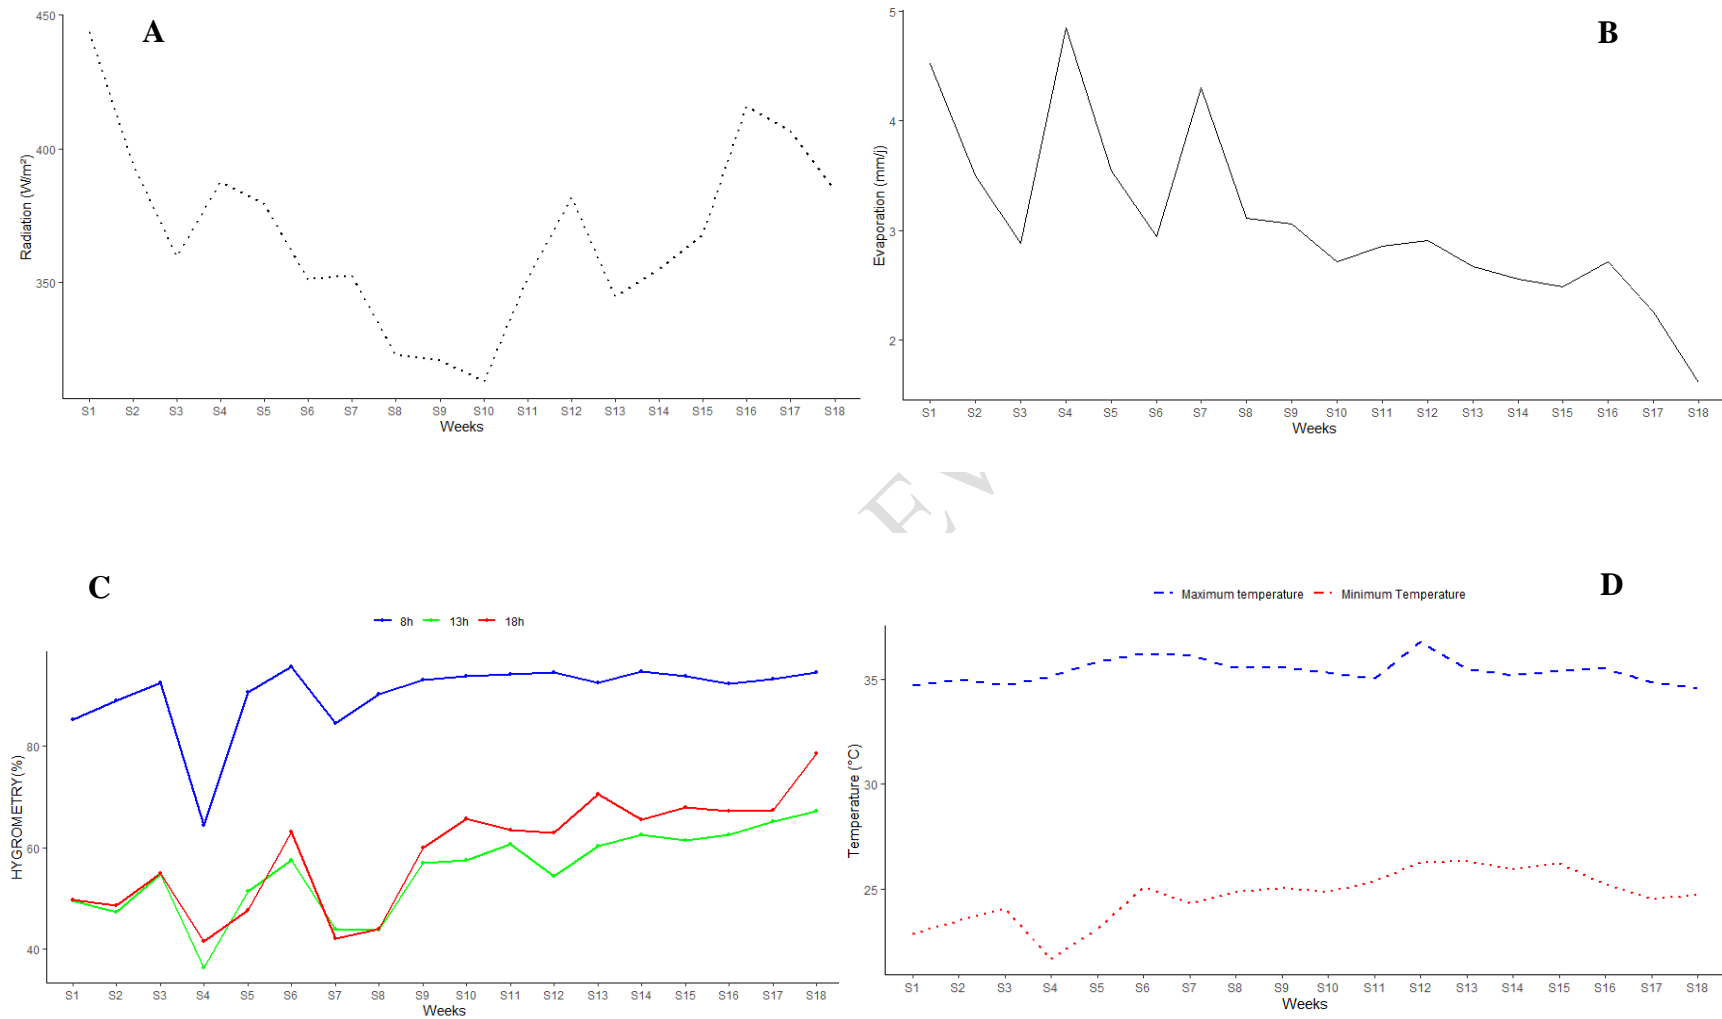 A
450
400
350
Radiation (W/m²)
S1 S2 S3 S4 S5 S6 S7 S8 S9 S10 S11 S12 S13 S14 S15 S16 S17 S18
Weeks
B
5
4
3
2
Evaporation (mm/j)
S1 S2 S3 S4 S5 S6 S7 S8 S9 S10 S11 S12 S13 S14 S15 S16 S17 S18
Weeks
C
8h 13h 18h
80
60
40
HYGROMETRY(%)
S1 S2 S3 S4 S5 S6 S7 S8 S9 S10 S11 S12 S13 S14 S15 S16 S17 S18
Weeks
D
Maximum temperature Minimum Temperature
35
30
25
Temperature (°C)
S1 S2 S3 S4 S5 S6 S7 S8 S9 S10 S11 S12 S13 S14 S15 S16 S17 S18
Weeks